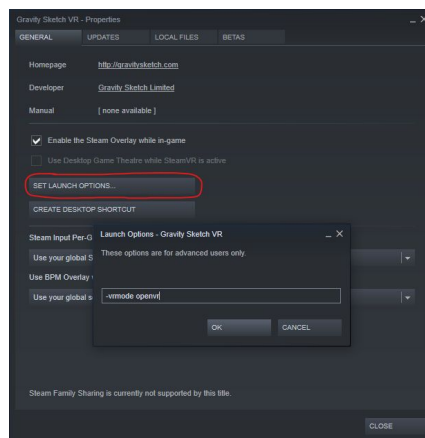 Gravity Sketch VR - Properties
GENERAL UPDATES LOCAL FILES BETAS
Homepage http://gravitysketch.com
Developer Gravity Sketch Limited
Manual [ none available ]
Enable the Steam Overlay while in-game
Use Desktop Game Theatre while SteamVR is active
SET LAUNCH OPTIONS...
CREATE DESKTOP SHORTCUT
Steam Input Per-G
Use your global S
Use BPM Overlay
Use your global s
Launch Options - Gravity Sketch VR
These options are for advanced users only.
-vrmode openvr
OK CANCEL
Steam Family Sharing is currently not supported by this title.
CLOSE